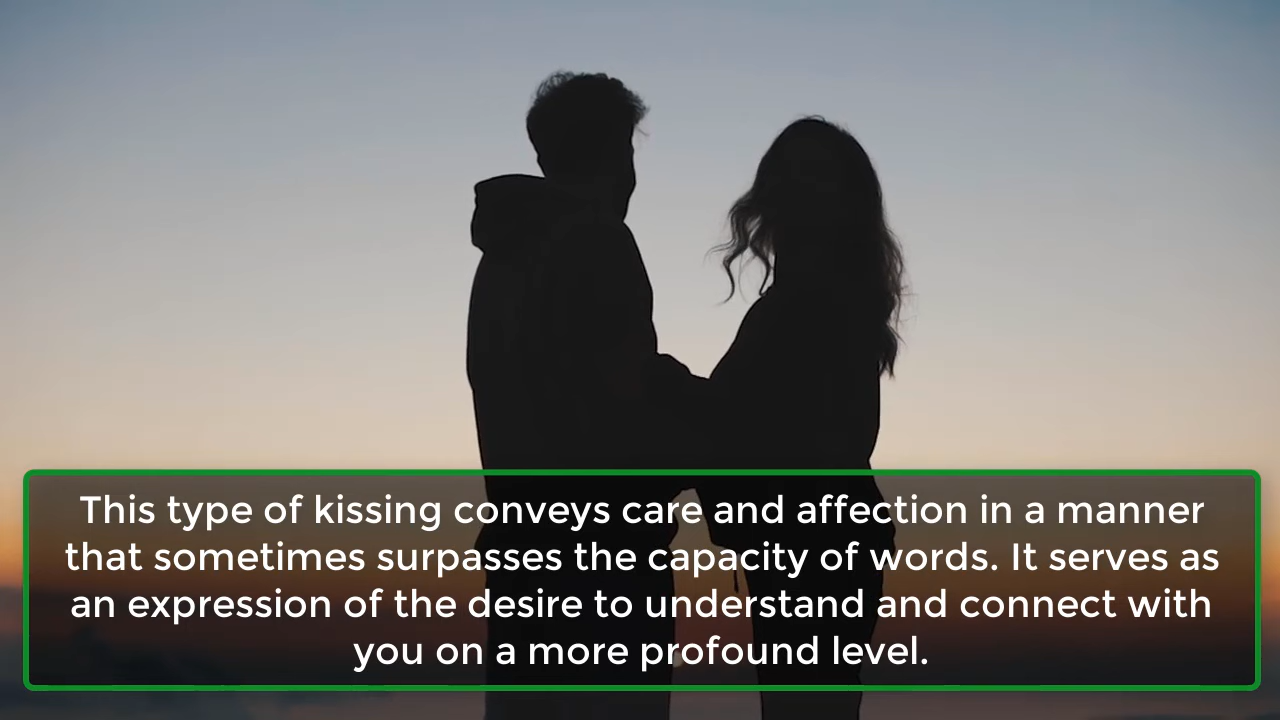 This type of kissing conveys care and affection in a manner
that sometimes surpasses the capacity of words. It serves as
an expression of the desire to understand and connect with
you on a more profound level.